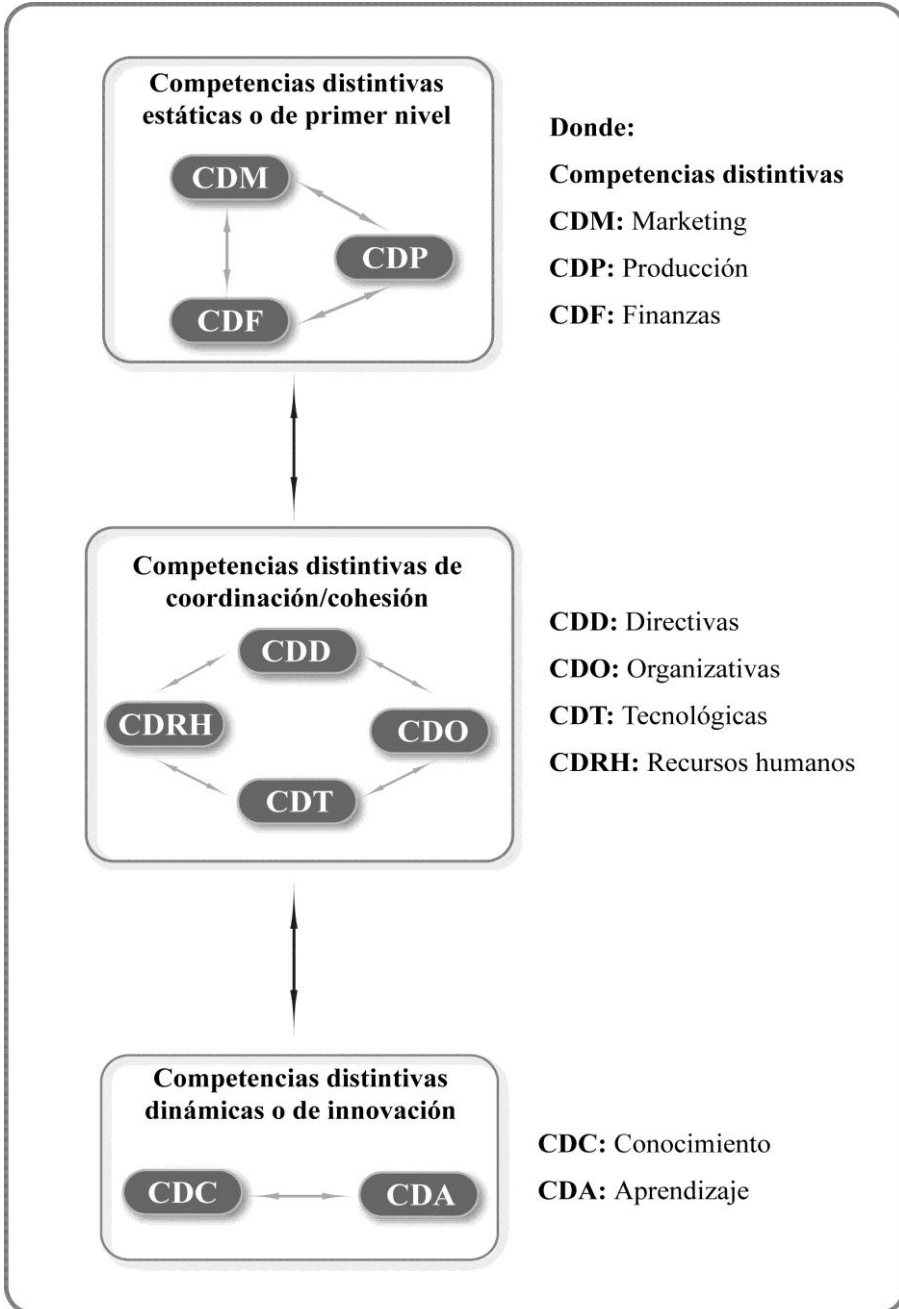 Competencias distintivas
estáticas o de primer nivel
CDM
CDP
CDF
Donde:
Competencias distintivas
CDM: Marketing
CDP: Producción
CDF: Finanzas
Competencias distintivas de
coordinación/cohesión
CDD
CDRH
CDO
CDT
CDD: Directivas
CDO: Organizativas
CDT: Tecnológicas
CDRH: Recursos humanos
Competencias distintivas
dinámicas o de innovación
CDC
CDA
CDC: Conocimiento
CDA: Aprendizaje